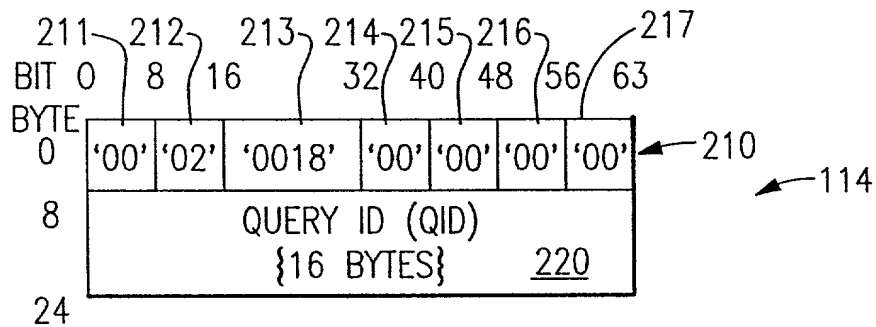 211 212 213 214 215 216 217
BIT 0 8 16 32 40 48 56 63
BYTE
0 ‘00’ ‘02’ ‘0018’ ‘00’ ‘00’ ‘00’ ‘00’ 210
114
8 QUERY ID (QID)
{16 BYTES} 220
24